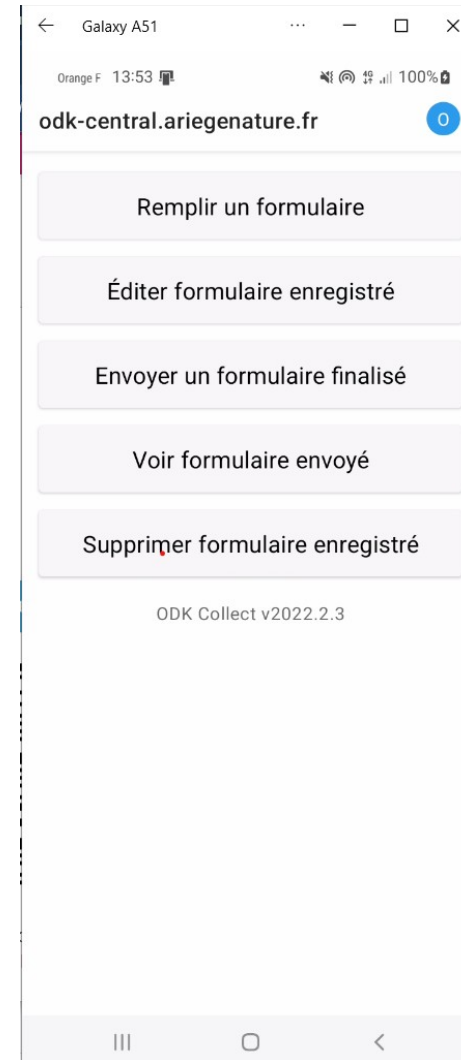 Galaxy A51
Orange F 13:53 100%
odk-central.ariegenature.fr O
Remplir un formulaire
Éditer formulaire enregistré
Envoyer un formulaire finalisé
Voir formulaire envoyé
Supprimer formulaire enregistré
ODK Collect v2022.2.3